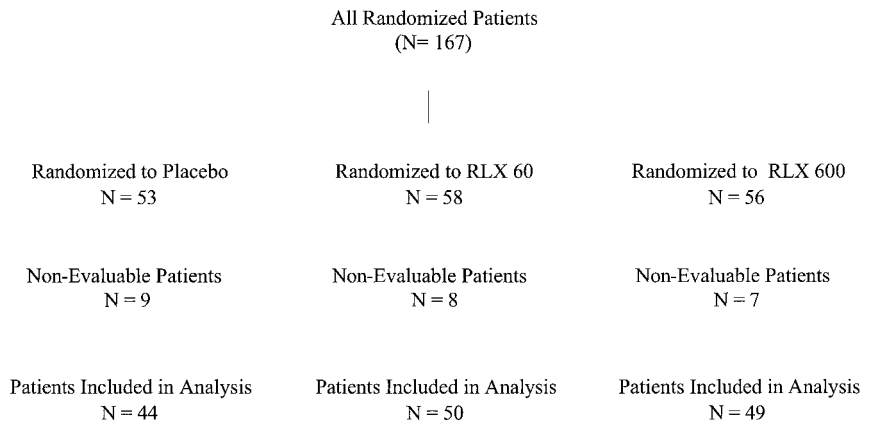 All Randomized Patients
(N= 167)
Randomized to Placebo
N = 53
Randomized to RLX 60
N = 58
Randomized to RLX 600
N = 56
Non-Evaluable Patients
N = 9
Non-Evaluable Patients
N = 8
Non-Evaluable Patients
N = 7
Patients Included in Analysis
N = 44
Patients Included in Analysis
N = 50
Patients Included in Analysis
N = 49